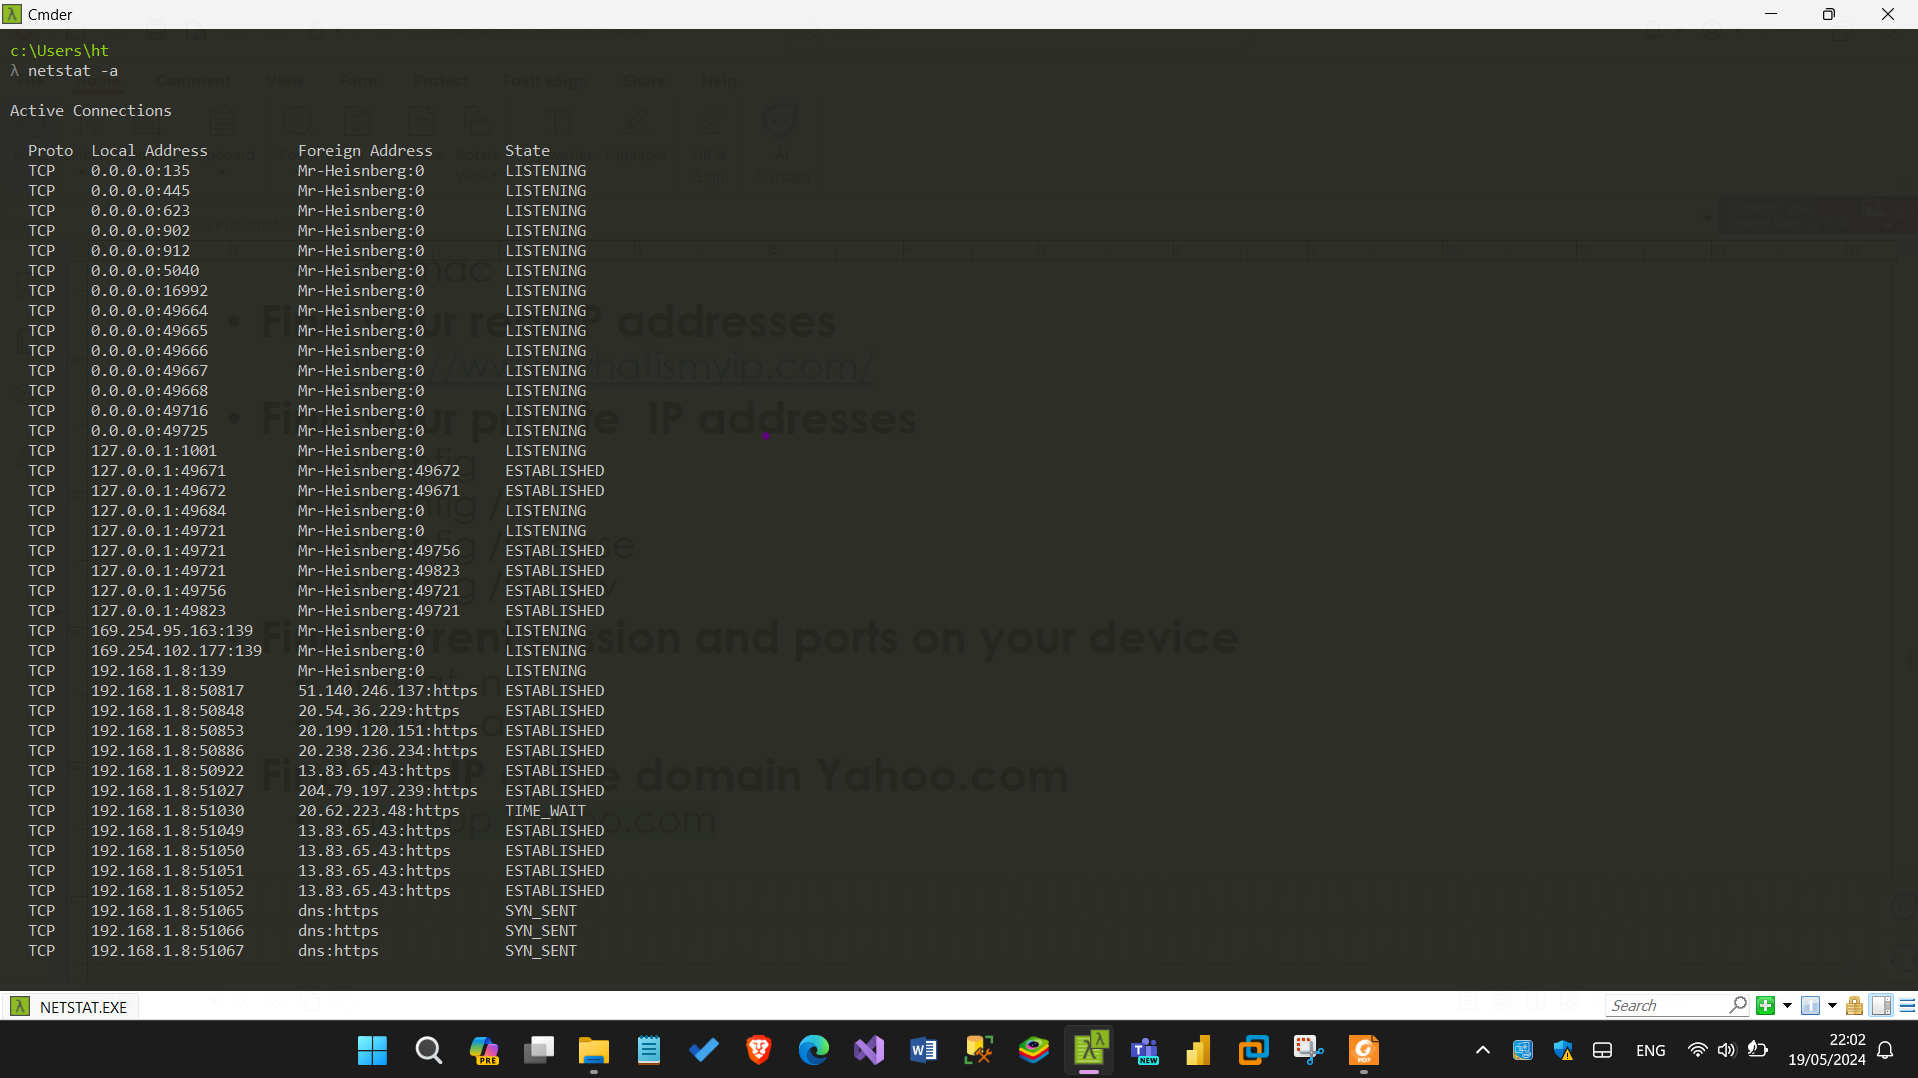 Cmder
c:\Users\ht
λ netstat -a
Active Connections
Proto Local Address Foreign Address State
TCP 0.0.0.0:135 Mr-Heisnberg:0 LISTENING
TCP 0.0.0.0:445 Mr-Heisnberg:0 LISTENING
TCP 0.0.0.0:623 Mr-Heisnberg:0 LISTENING
TCP 0.0.0.0:902 Mr-Heisnberg:0 LISTENING
TCP 0.0.0.0:912 Mr-Heisnberg:0 LISTENING
TCP 0.0.0.0:5040 Mr-Heisnberg:0 LISTENING
TCP 0.0.0.0:16992 Mr-Heisnberg:0 LISTENING
TCP 0.0.0.0:49664 Mr-Heisnberg:0 LISTENING
TCP 0.0.0.0:49665 Mr-Heisnberg:0 LISTENING
TCP 0.0.0.0:49666 Mr-Heisnberg:0 LISTENING
TCP 0.0.0.0:49667 Mr-Heisnberg:0 LISTENING
TCP 0.0.0.0:49668 Mr-Heisnberg:0 LISTENING
TCP 0.0.0.0:49716 Mr-Heisnberg:0 LISTENING
TCP 0.0.0.0:49725 Mr-Heisnberg:0 LISTENING
TCP 127.0.0.1:1001 Mr-Heisnberg:0 LISTENING
TCP 127.0.0.1:49671 Mr-Heisnberg:49672 ESTABLISHED
TCP 127.0.0.1:49672 Mr-Heisnberg:49671 ESTABLISHED
TCP 127.0.0.1:49684 Mr-Heisnberg:0 LISTENING
TCP 127.0.0.1:49721 Mr-Heisnberg:0 LISTENING
TCP 127.0.0.1:49721 Mr-Heisnberg:49756 ESTABLISHED
TCP 127.0.0.1:49721 Mr-Heisnberg:49823 ESTABLISHED
TCP 127.0.0.1:49756 Mr-Heisnberg:49721 ESTABLISHED
TCP 127.0.0.1:49823 Mr-Heisnberg:49721 ESTABLISHED
TCP 169.254.95.163:139 Mr-Heisnberg:0 LISTENING
TCP 169.254.102.177:139 Mr-Heisnberg:0 LISTENING
TCP 192.168.1.8:139 Mr-Heisnberg:0 LISTENING
TCP 192.168.1.8:50817 51.140.246.137:https ESTABLISHED
TCP 192.168.1.8:50848 20.54.36.229:https ESTABLISHED
TCP 192.168.1.8:50853 20.199.120.151:https ESTABLISHED
TCP 192.168.1.8:50886 20.238.236.234:https ESTABLISHED
TCP 192.168.1.8:50922 13.83.65.43:https ESTABLISHED
TCP 192.168.1.8:51027 204.79.197.239:https ESTABLISHED
TCP 192.168.1.8:51030 20.62.223.48:https TIME_WAIT
TCP 192.168.1.8:51049 13.83.65.43:https ESTABLISHED
TCP 192.168.1.8:51050 13.83.65.43:https ESTABLISHED
TCP 192.168.1.8:51051 13.83.65.43:https ESTABLISHED
TCP 192.168.1.8:51052 13.83.65.43:https ESTABLISHED
TCP 192.168.1.8:51065 dns:https SYN_SENT
TCP 192.168.1.8:51066 dns:https SYN_SENT
TCP 192.168.1.8:51067 dns:https SYN_SENT
NETSTAT.EXE
Search
PRE
NEW
PDF
ENG
22:02
19/05/2024